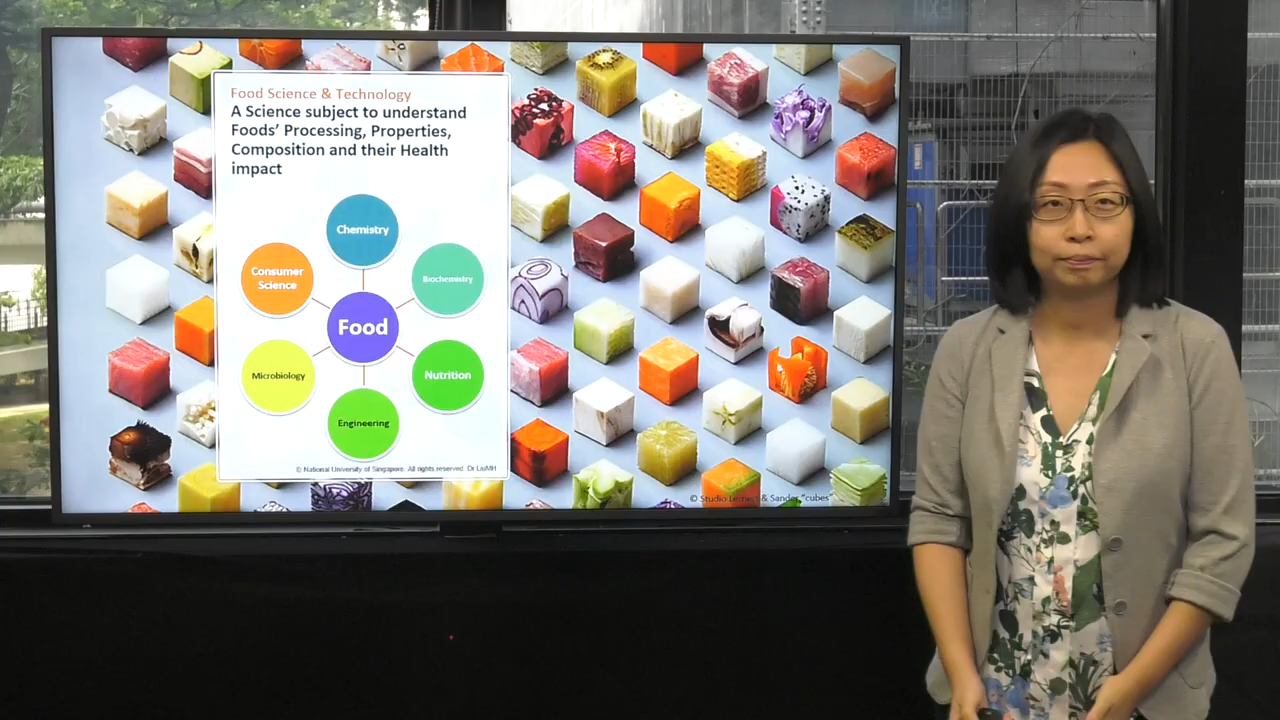 Food Science & Technology
A Science subject to understand
Foods' Processing, Properties,
Composition and their Health
impact
Chemistry
Consumer
Science
Biochemistry
Food
Microbiology
Nutrition
Engineering
© National University of Singapore. All rights reserved. Dr LiuMH
© Studio Lernert & Sander "cubes"